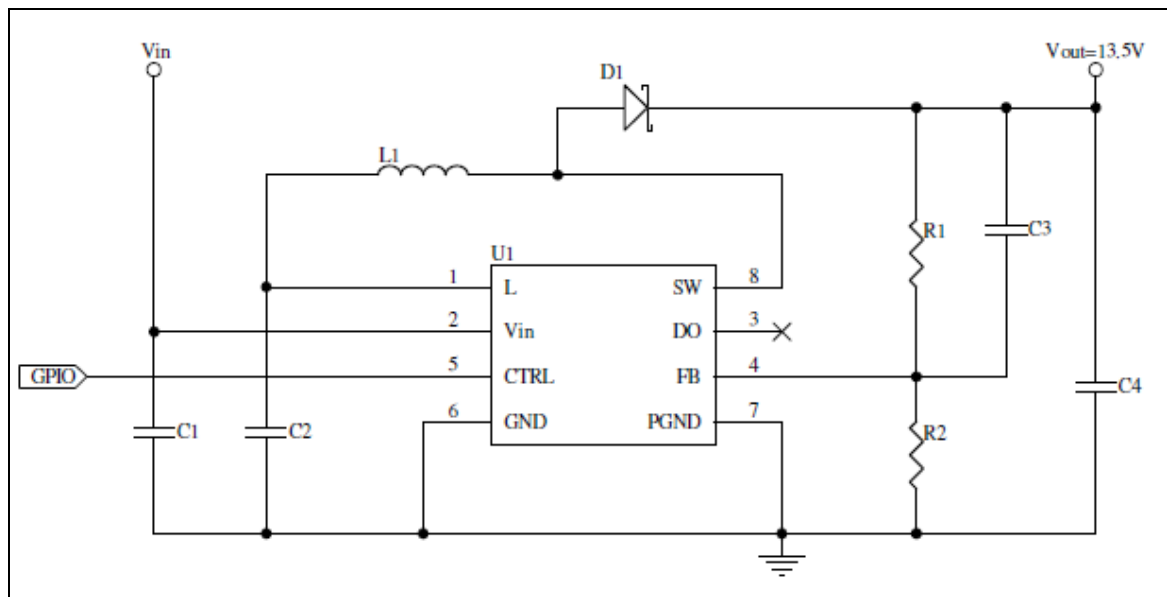 Vin
Vout=13.5V
D1
L1
U1
1 L SW 8
2 Vin DO 3
GPIO 5 CTRL FB 4
6 GND PGND 7
R1
C3
C1
C2
R2
C4